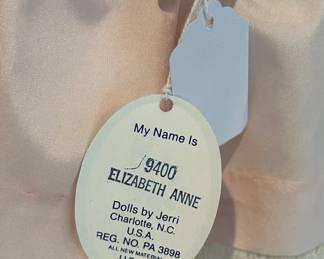 My Name Is
9400
ELIZABETH ANNE
Dolls by Jerri
Charlotte, N.C.
U.S.A.
REG. NO. PA 3898
ALL NEW MATERIAL